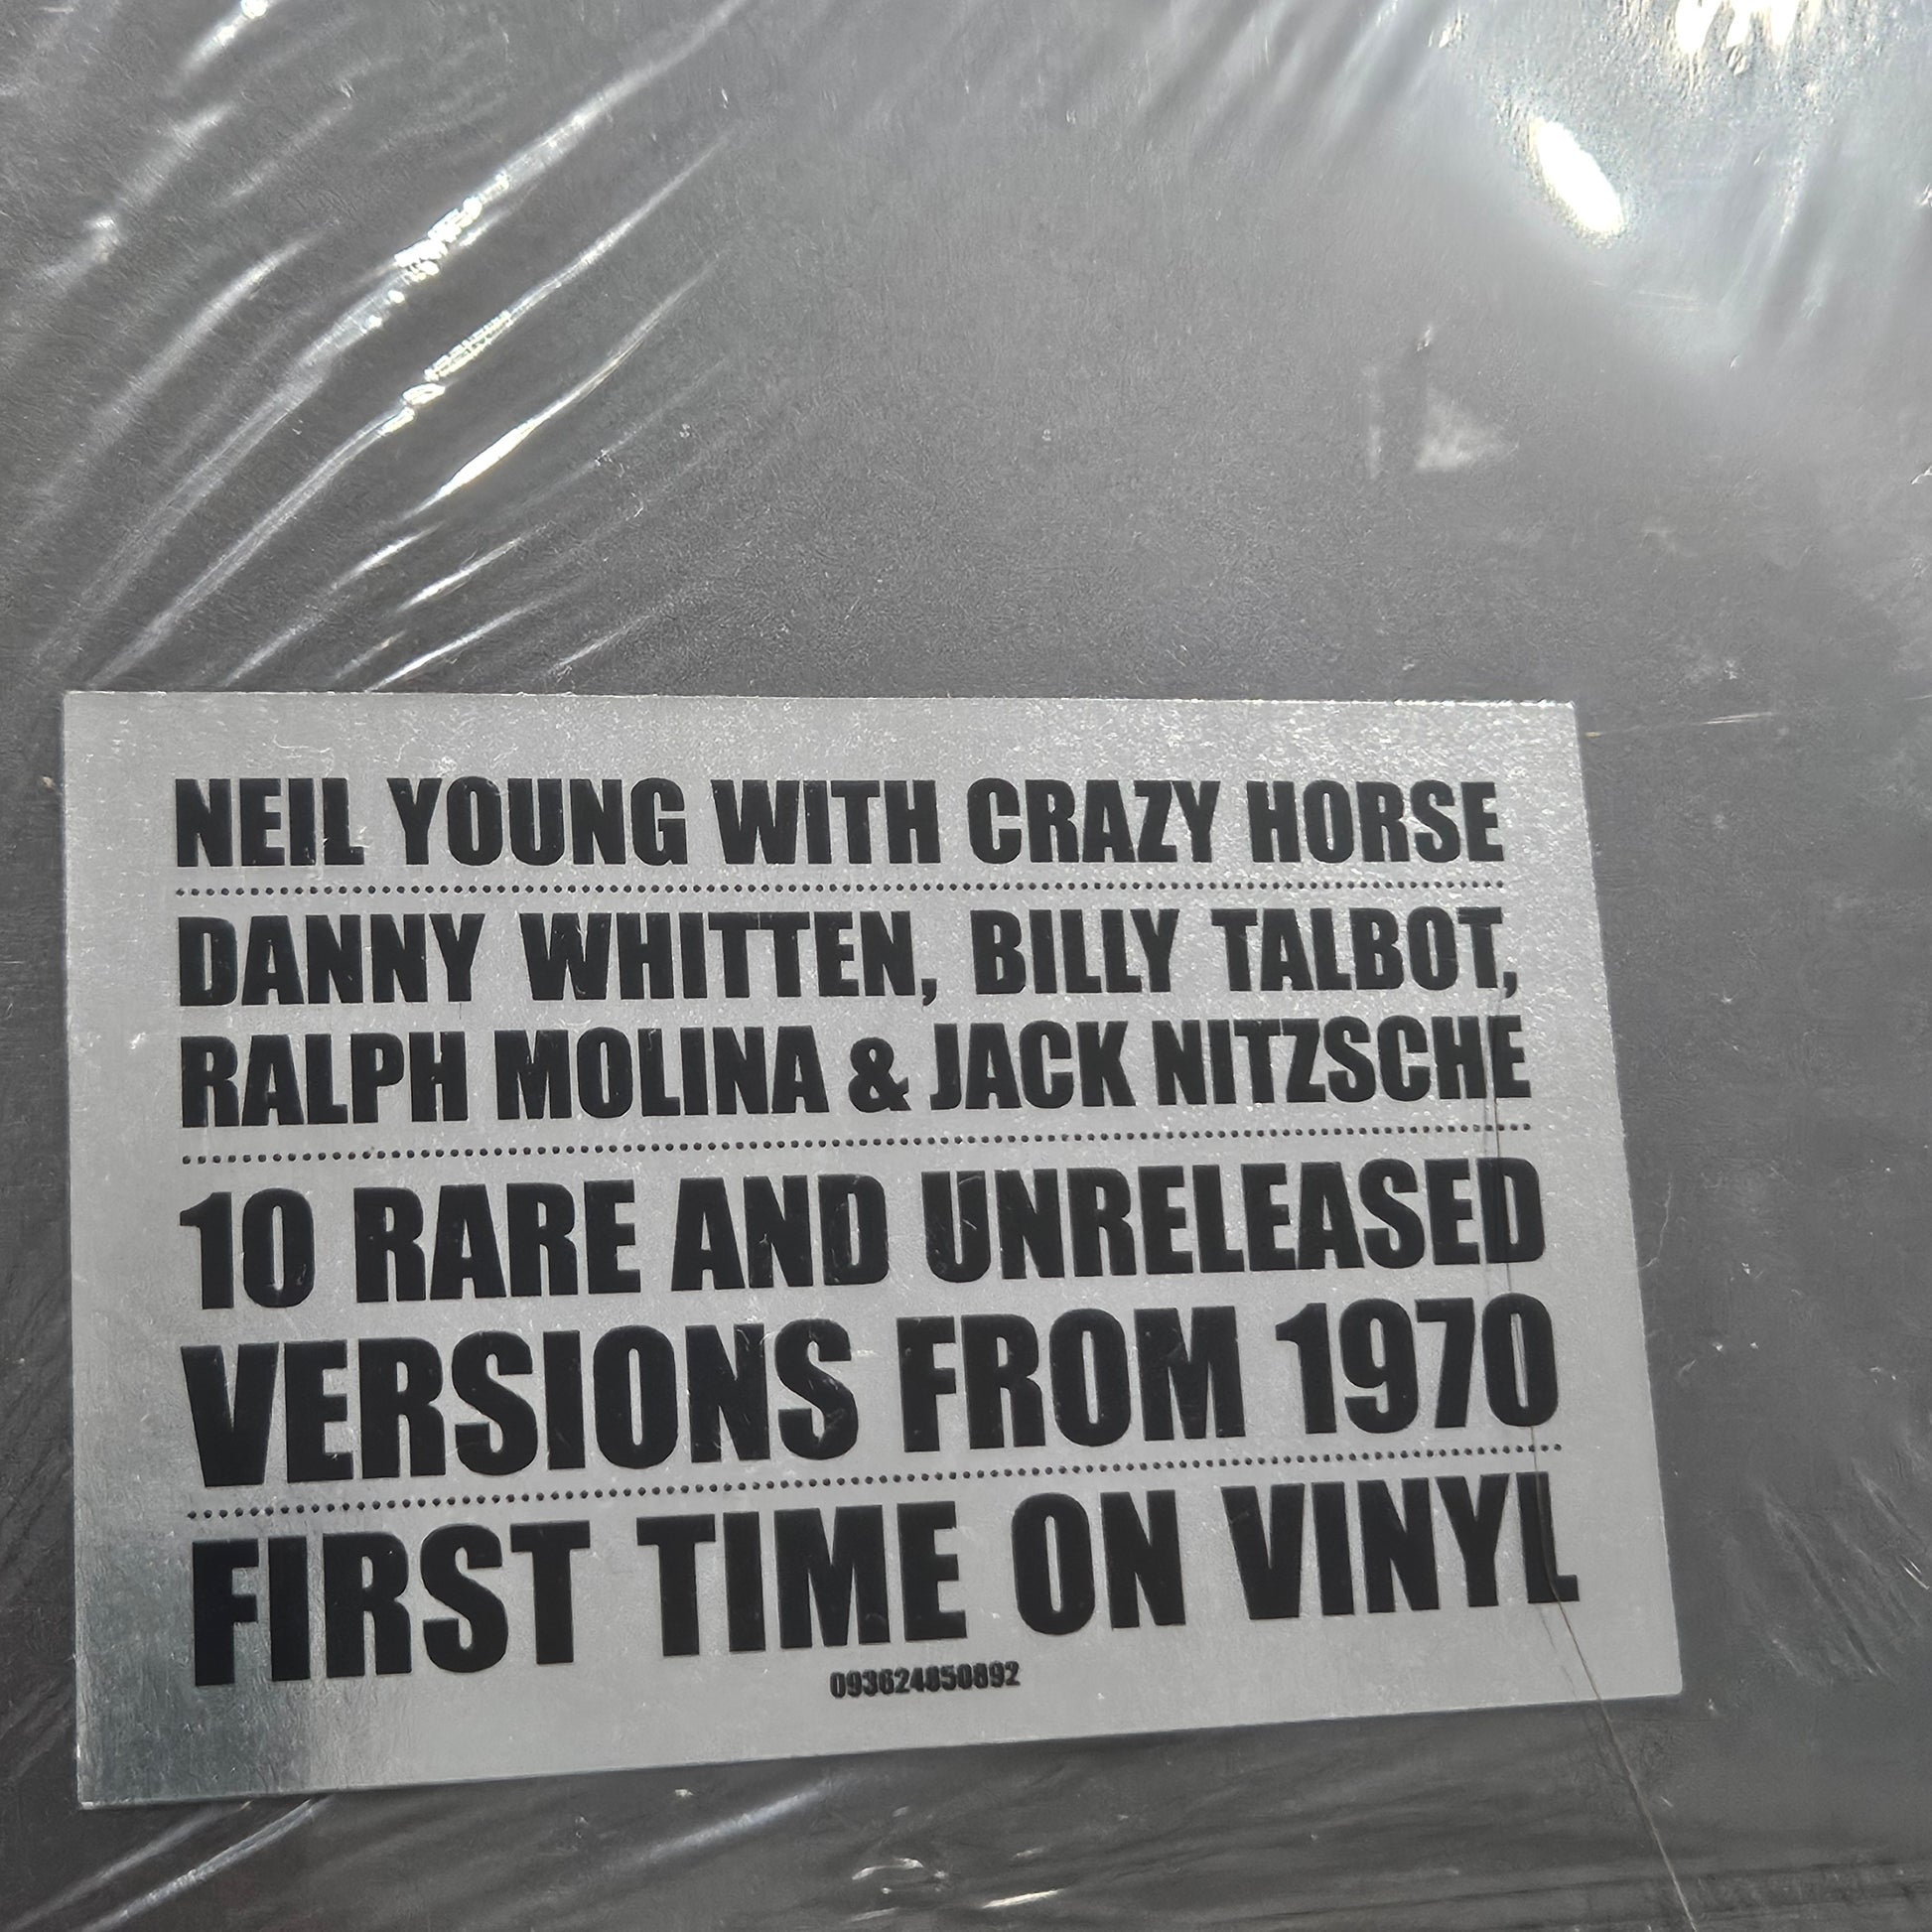 NEIL YOUNG WITH CRAZY HORSE
DANNY WHITTEN, BILLY TALBOT,
RALPH MOLINA & JACK NITZSCHE
10 RARE AND UNRELEASED
VERSIONS FROM 1970
FIRST TIME ON VINYL
093624850892